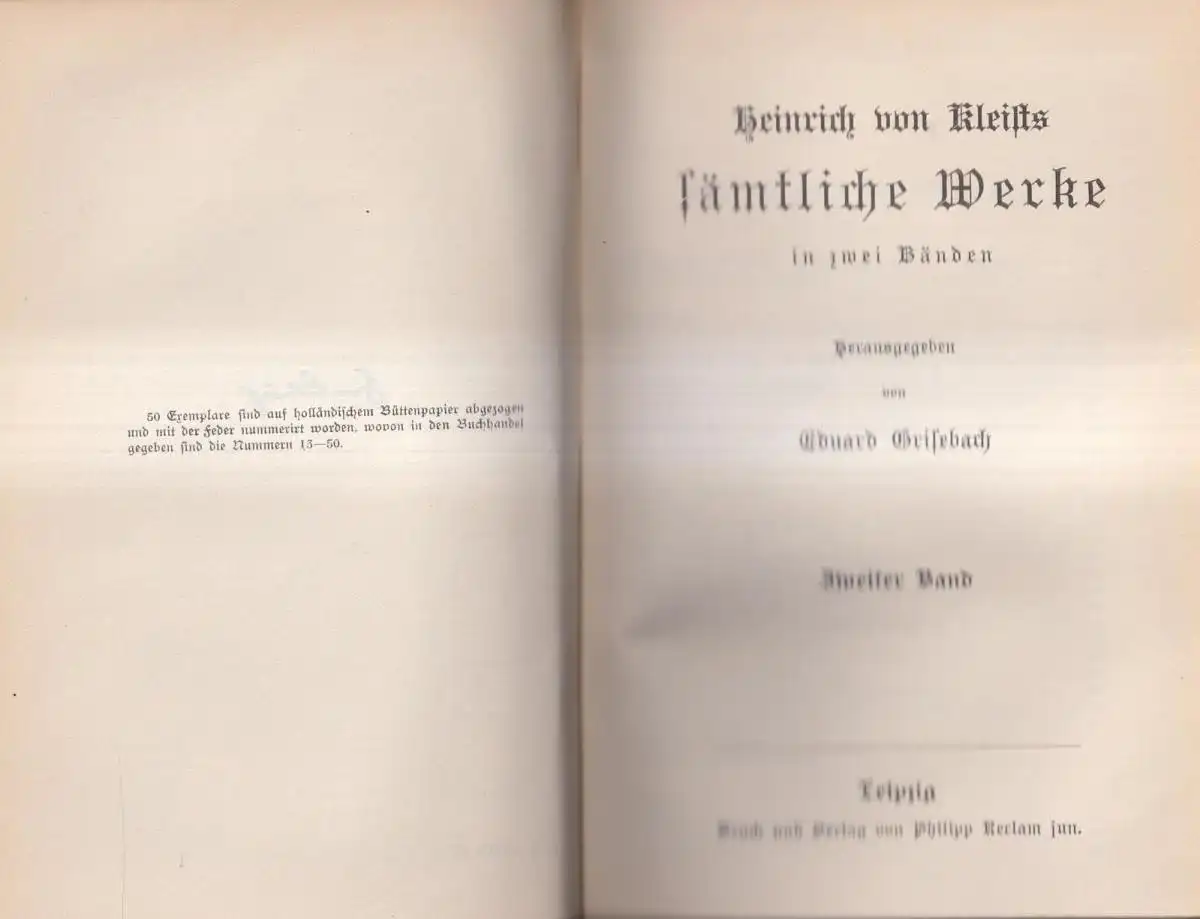 50 Exemplare sind auf holländischem Büttenpapier abgezogen
und mit der Feder nummerirt worden, wovon in den Buchhandel
gegeben sind die Nummern 15—50.
Heinrich von Kleists
sämtliche Werke
in zwei Bänden
Herausgegeben
von
Eduard Grisebach
Zweiter Band
Leipzig
Druck und Verlag von Philipp Reclam jun.